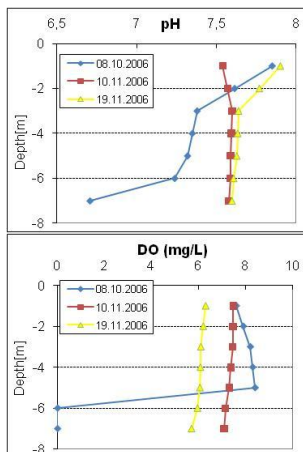 6,5 7 7,5 8
pH
0
-2
-4
-6
-8
Depth[m]
08.10.2006
10.11.2006
19.11.2006
DO (mg/L)
0 2 4 6 8 10
0
-2
-4
-6
-8
Depth[m]
08.10.2006
10.11.2006
19.11.2006